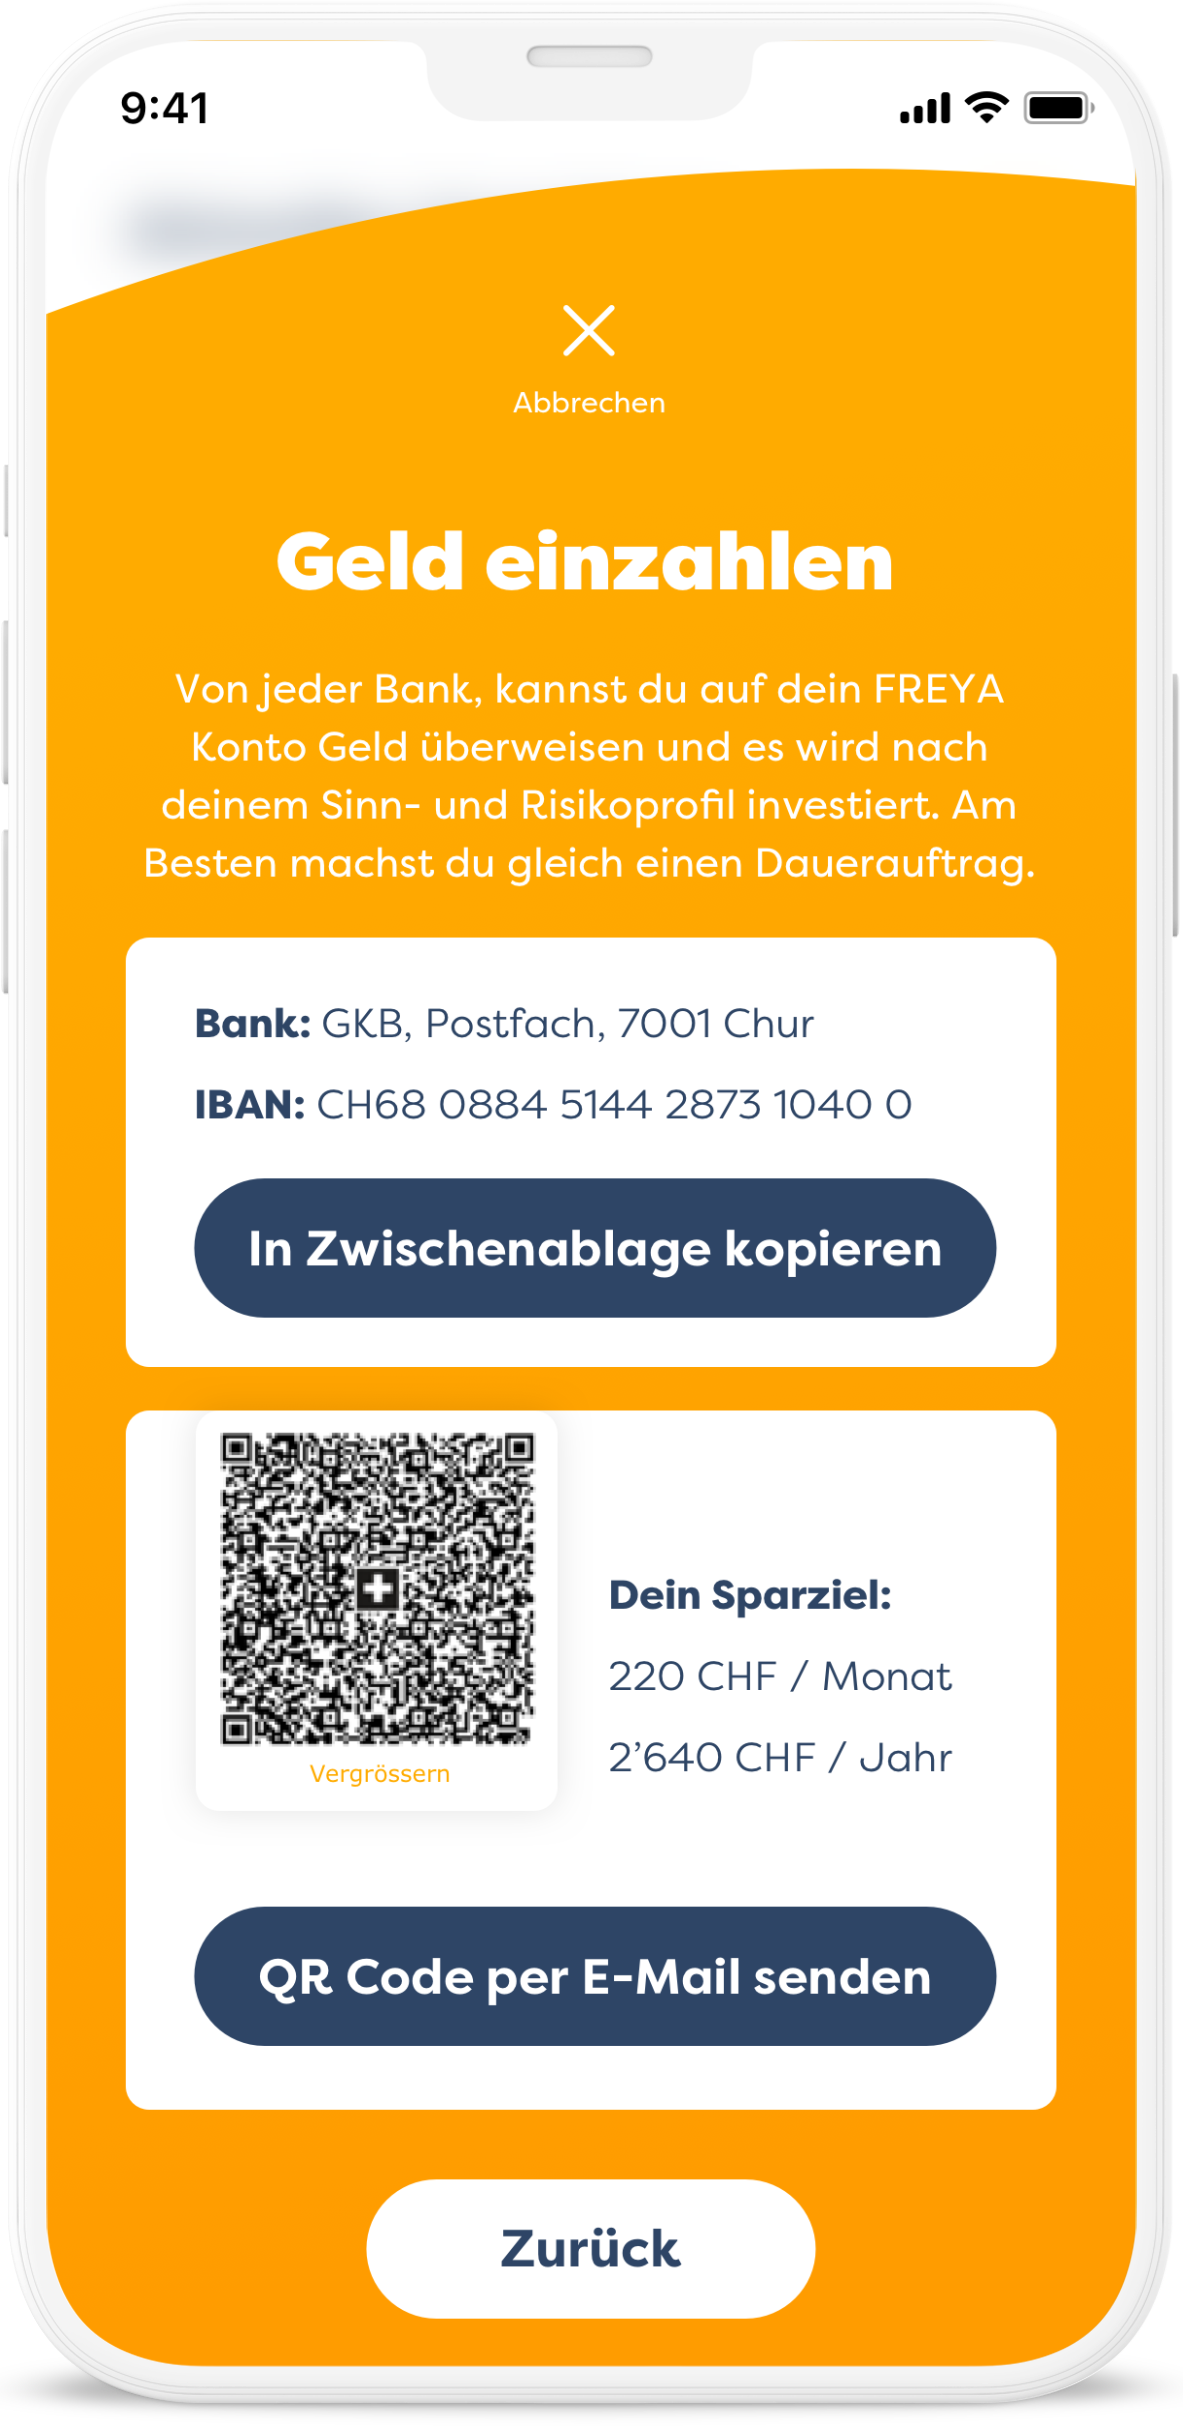 9:41
Abbrechen
Geld einzahlen
Von jeder Bank, kannst du auf dein FREYA
Konto Geld überweisen und es wird nach
deinem Sinn- und Risikoprofil investiert. Am
Besten machst du gleich einen Dauerauftrag.
Bank: GKB, Postfach, 7001 Chur
IBAN: CH68 0884 5144 2873 1040 0
In Zwischenablage kopieren
Vergrössern
Dein Sparziel:
220 CHF / Monat
2’640 CHF / Jahr
QR Code per E-Mail senden
Zurück